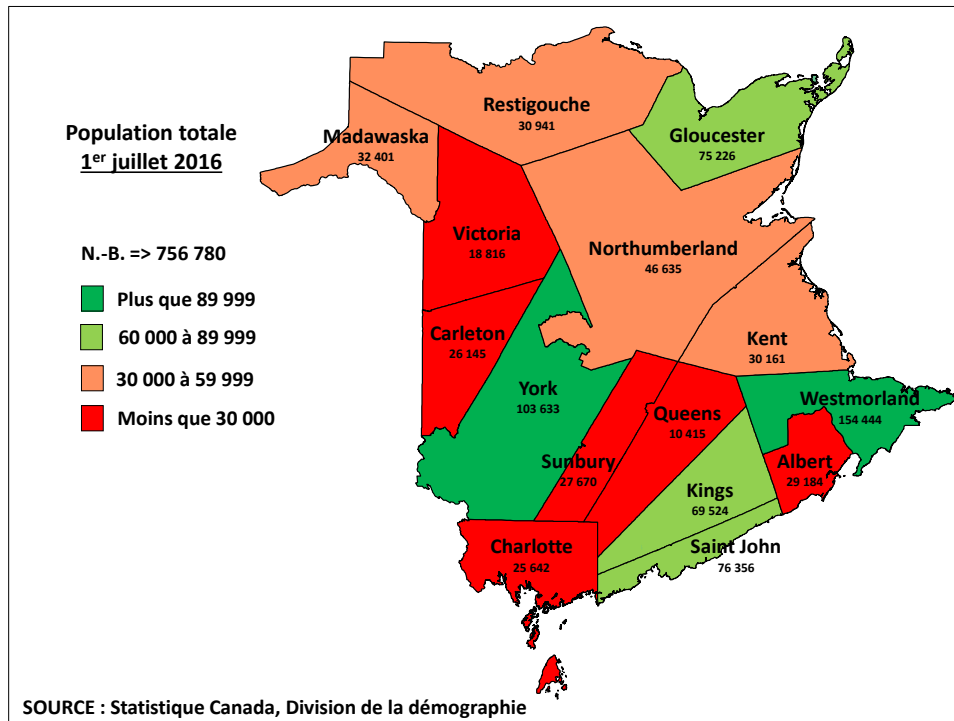 Population totale
1er juillet 2016
N.-B. => 756 780
Plus que 89 999
60 000 à 89 999
30 000 à 59 999
Moins que 30 000
Restigouche
30 941
Madawaska
32 401
Gloucester
75 226
Victoria
18 816
Northumberland
46 635
Carleton
26 145
Kent
30 161
York
103 633
Westmorland
154 444
Queens
10 415
Sunbury
27 670
Albert
29 184
Kings
69 524
Charlotte
25 642
Saint John
76 356
SOURCE : Statistique Canada, Division de la démographie